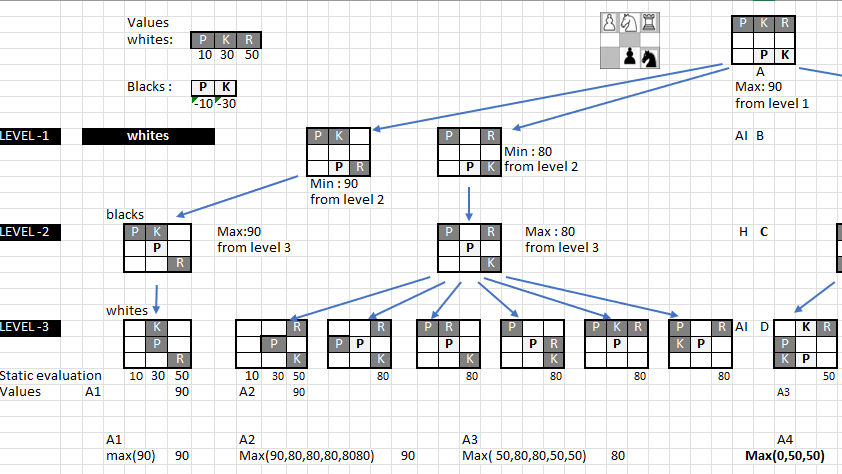 Values
whites: P K R
10 30 50
Blacks : P K
-10 -30
P K R
P K
A
Max: 90
from level 1
LEVEL -1 whites
P K
P R
Min : 90
from level 2
P R
P K
Min : 80
from level 2
AI B
blacks
LEVEL -2
P K
P
R
Max:90
from level 3
P R
P
K
Max : 80
from level 3
H C
whites
LEVEL -3
K
P
R
R
P
K
R
P P
K
P R
P
K
P
P R
K
P K R
P
P R
K P
AI D
K R
P
K P
Static evaluation 10 30 50 10 30 50 80 80 80 80 80 50
Values A1 90 A2 90 A3
A1 A2 A3 A4
max(90) 90 Max(90,80,80,80,8080) 90 Max( 50,80,80,50,50) 80 Max(0,50,50)